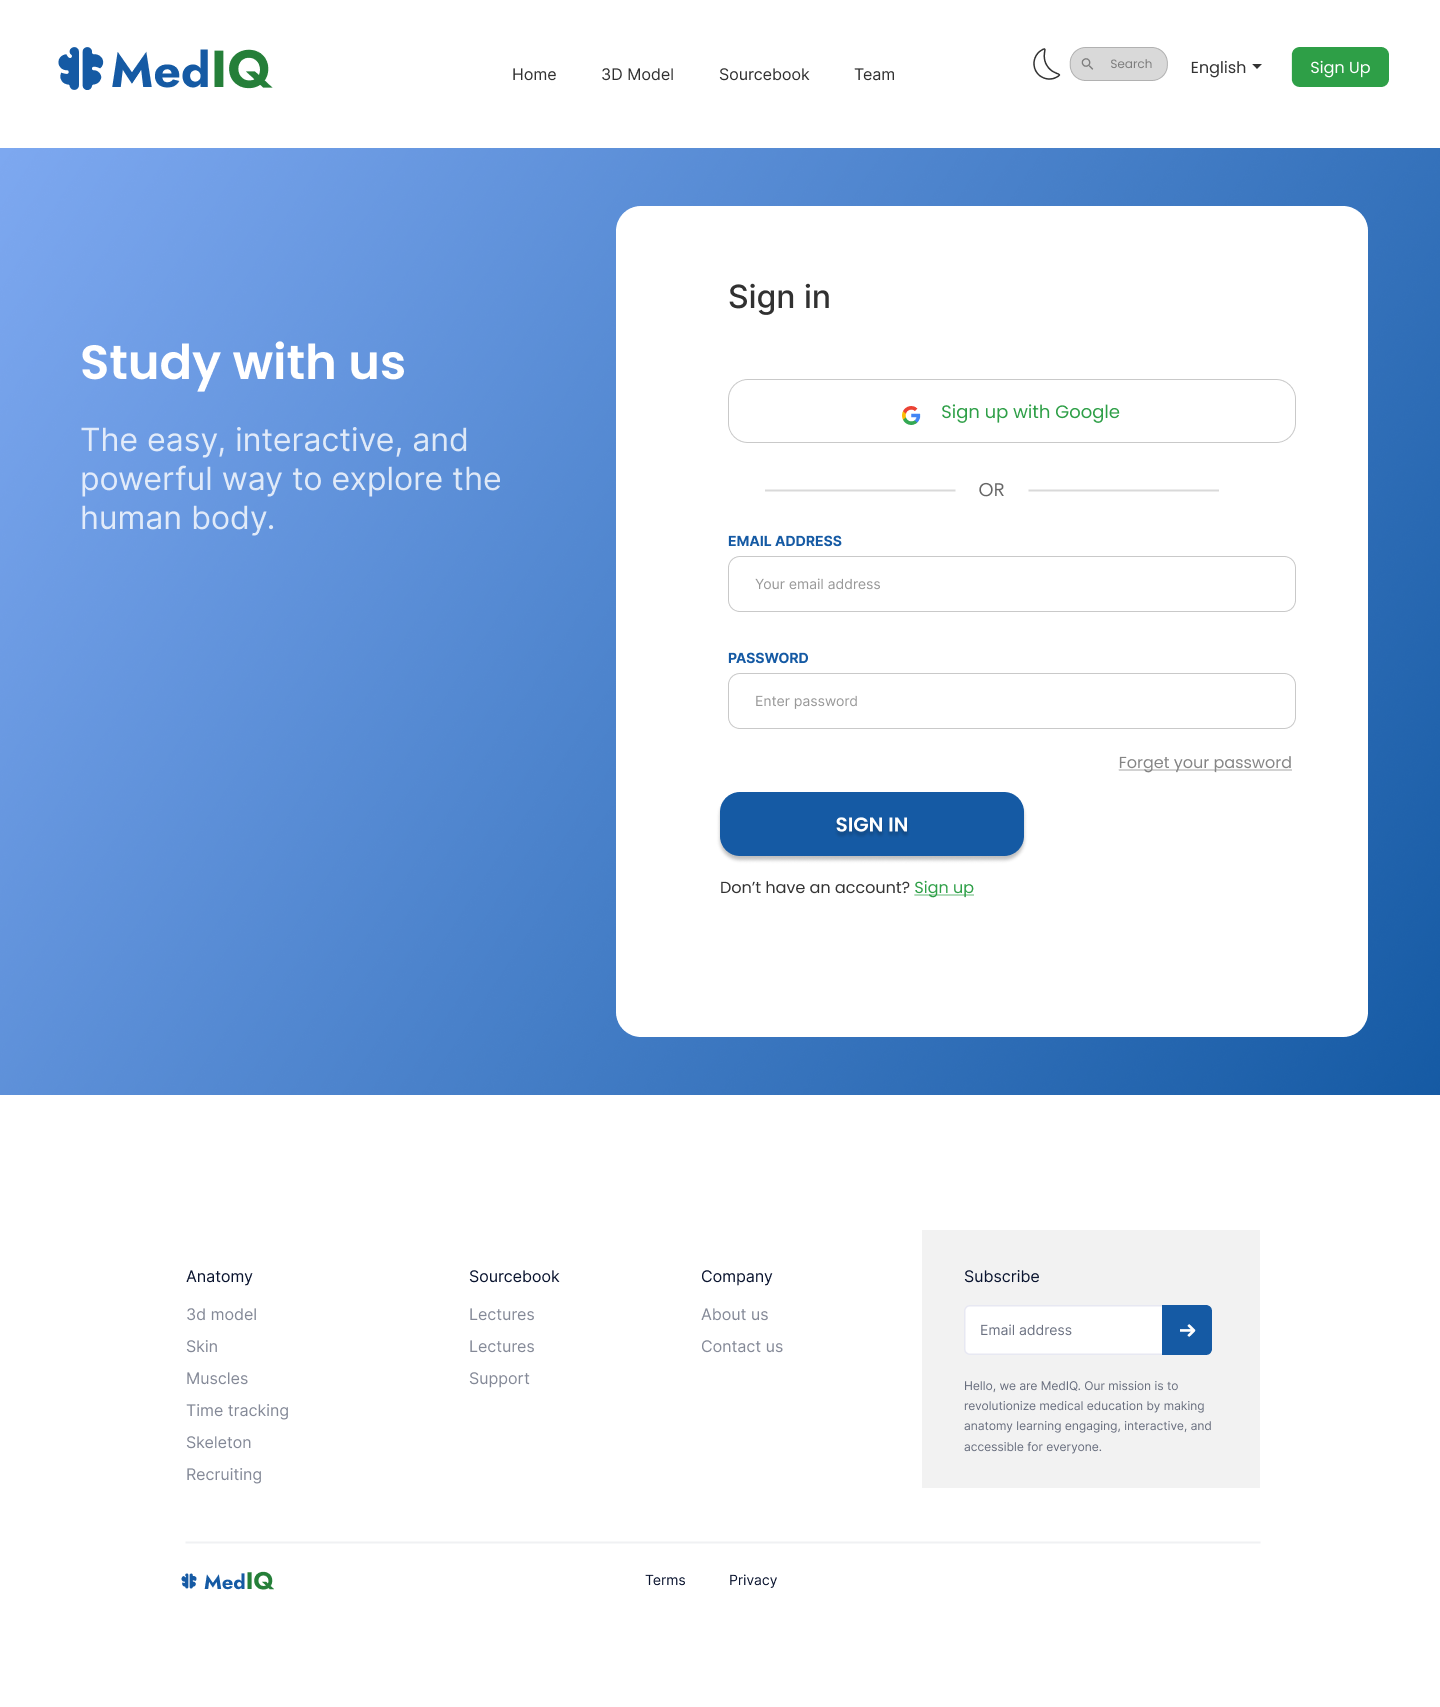 MedIQ
Home
3D Model
Sourcebook
Team
Search
English
Sign Up
Study with us
The easy, interactive, and
powerful way to explore the
human body.
Sign in
Sign up with Google
OR
EMAIL ADDRESS
Your email address
PASSWORD
Enter password
Forget your password
SIGN IN
Don’t have an account? Sign up
Anatomy
3d model
Skin
Muscles
Time tracking
Skeleton
Recruiting
Sourcebook
Lectures
Lectures
Support
Company
About us
Contact us
Subscribe
Email address
Hello, we are MedIQ. Our mission is to
revolutionize medical education by making
anatomy learning engaging, interactive, and
accessible for everyone.
MedIQ
Terms
Privacy